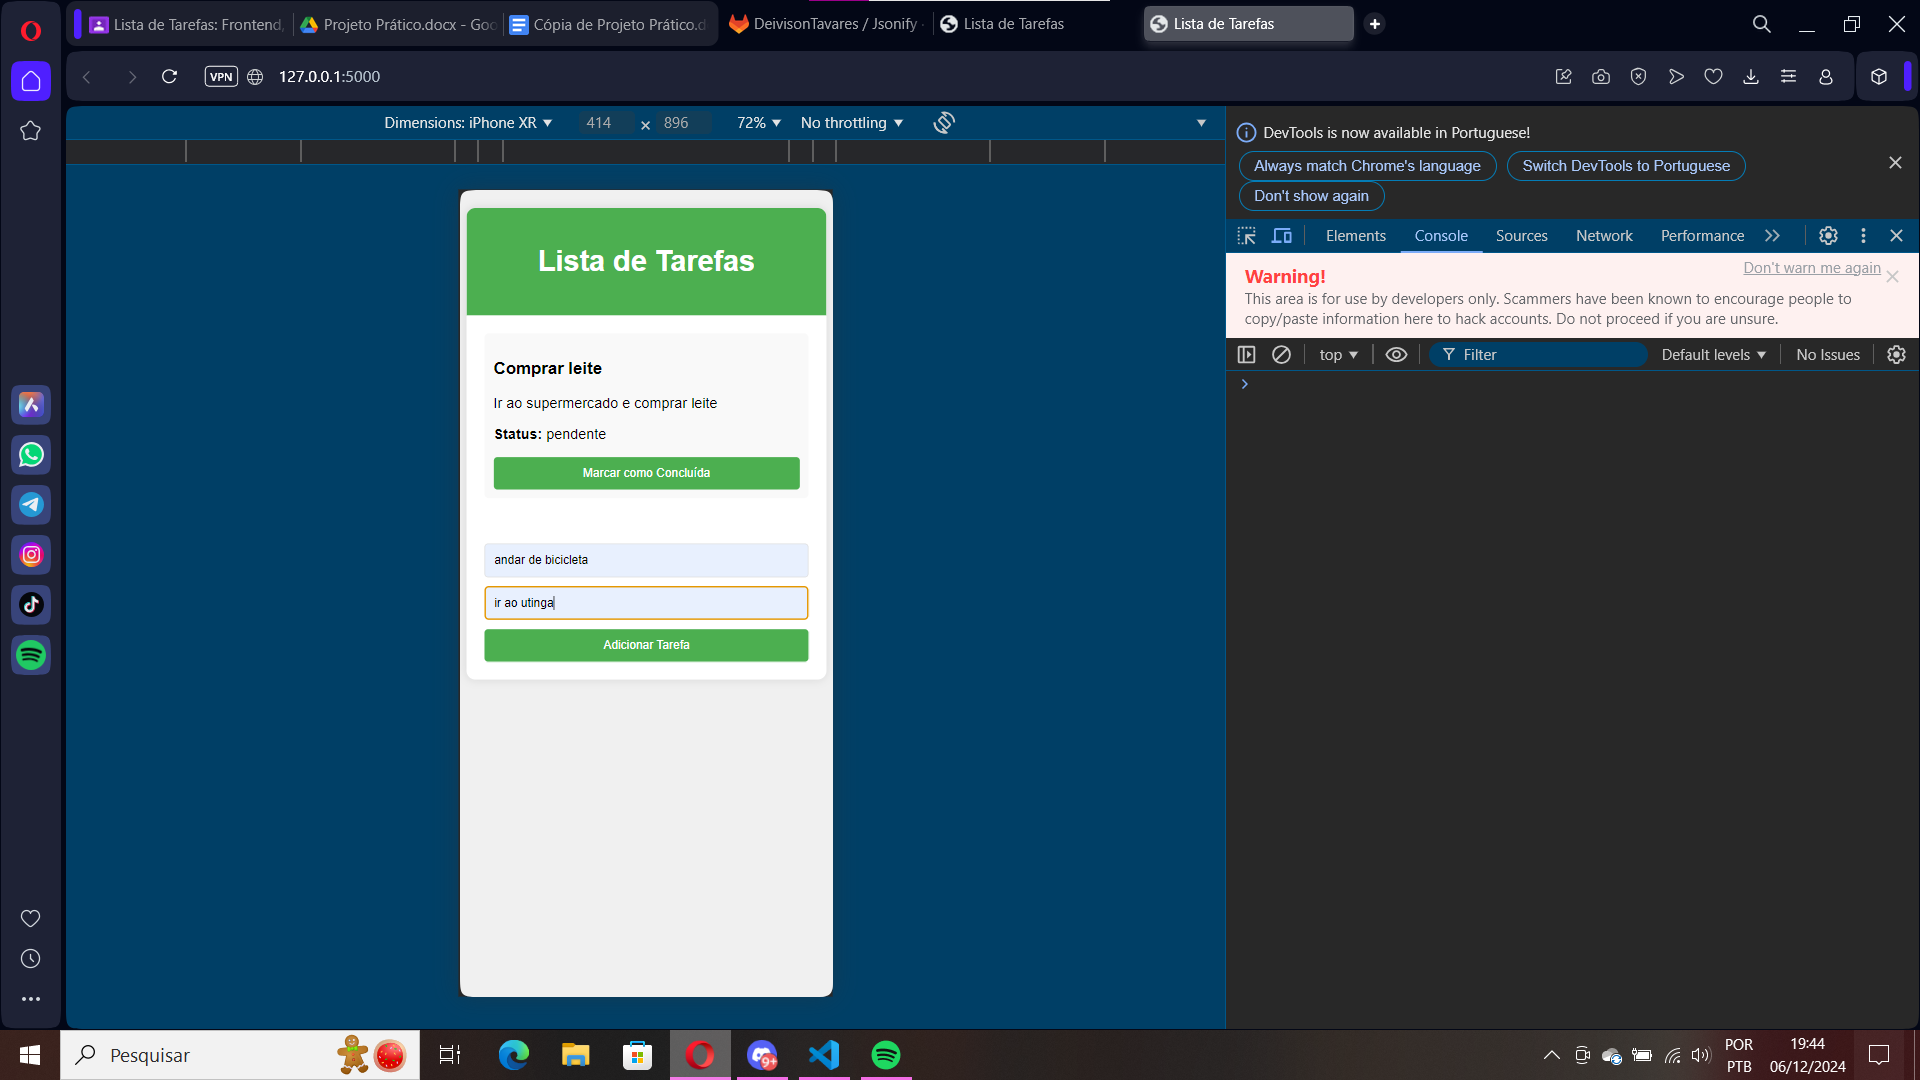 Lista de Tarefas: Frontend,
Projeto Prático.docx - Goo
Cópia de Projeto Prático.d
DeivisonTavares / Jsonify
Lista de Tarefas
Lista de Tarefas
VPN
127.0.0.1:5000
Dimensions: iPhone XR
414 × 896
72%
No throttling
DevTools is now available in Portuguese!
Always match Chrome's language
Switch DevTools to Portuguese
Don't show again
Elements
Console
Sources
Network
Performance
Warning!
Don't warn me again
This area is for use by developers only. Scammers have been known to encourage people to
copy/paste information here to hack accounts. Do not proceed if you are unsure.
top
Filter
Default levels
No Issues
Lista de Tarefas
Comprar leite
Ir ao supermercado e comprar leite
Status: pendente
Marcar como Concluída
andar de bicicleta
ir ao utinga
Adicionar Tarefa
Pesquisar
9+
POR
PTB
19:44
06/12/2024